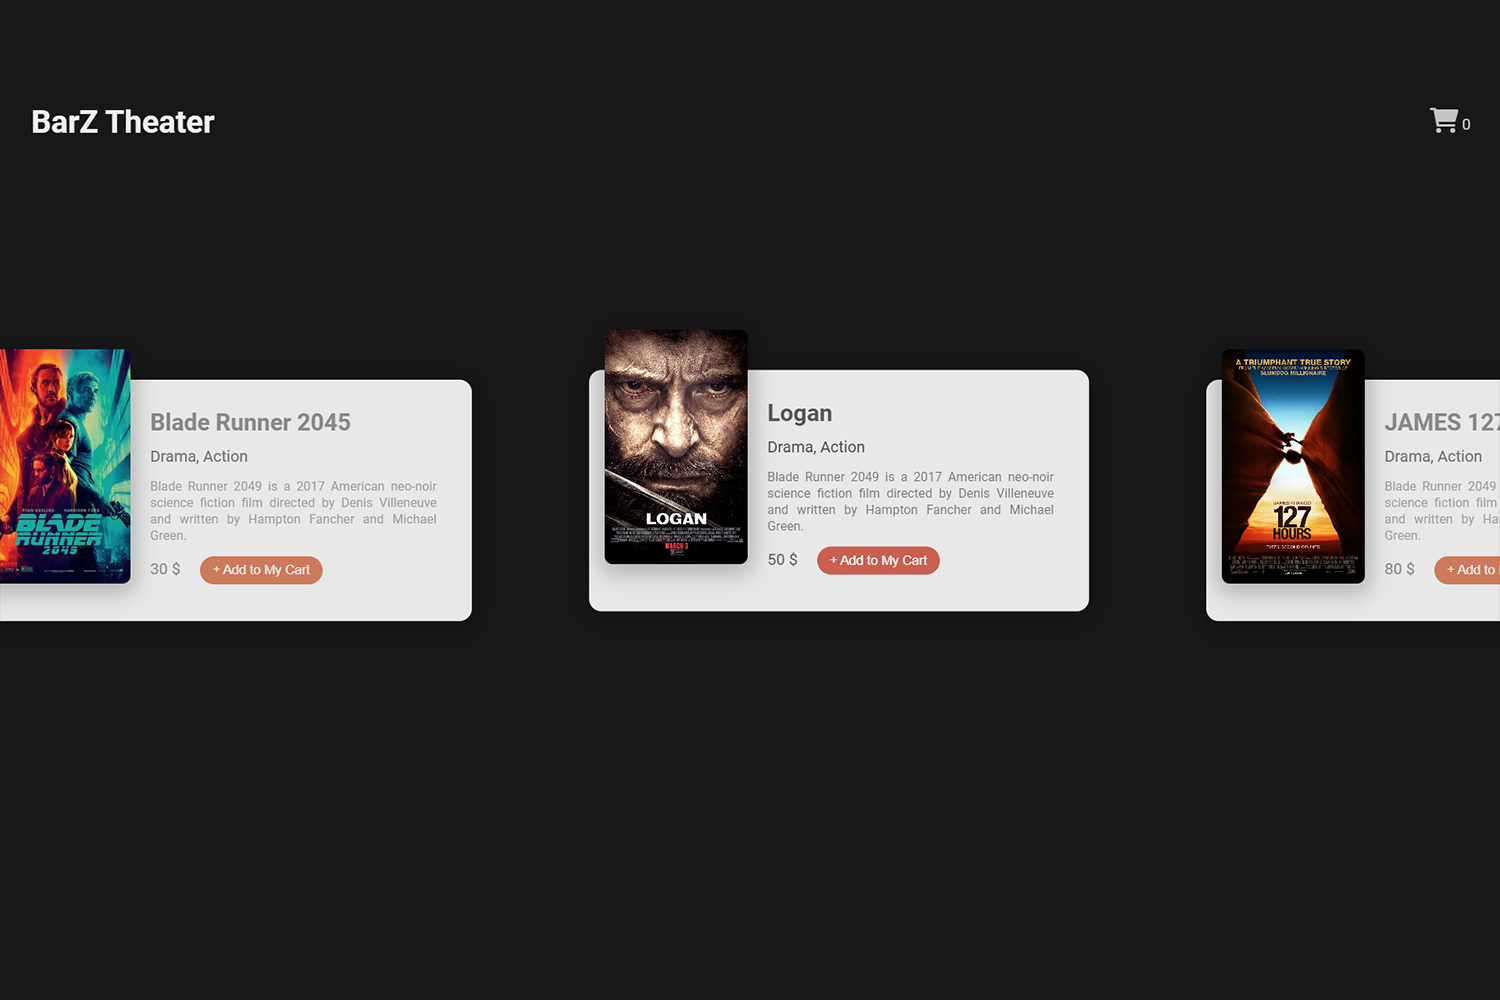 BarZ Theater
0
BLADE
RUNNER
2049
Blade Runner 2045
Drama, Action
Blade Runner 2049 is a 2017 American neo-noir
science fiction film directed by Denis Villeneuve
and written by Hampton Fancher and Michael
Green.
30 $
+ Add to My Cart
LOGAN
MARCH 3
Logan
Drama, Action
Blade Runner 2049 is a 2017 American neo-noir
science fiction film directed by Denis Villeneuve
and written by Hampton Fancher and Michael
Green.
50 $
+ Add to My Cart
A TRIUMPHANT TRUE STORY
SLUMDOG MILLIONAIRE
JAMES FRANCO
127
HOURS
EVERY SECOND COUNTS
JAMES 127
Drama, Action
Blade Runner 2049
science fiction film
and written by Ha
Green.
80 $
+ Add to